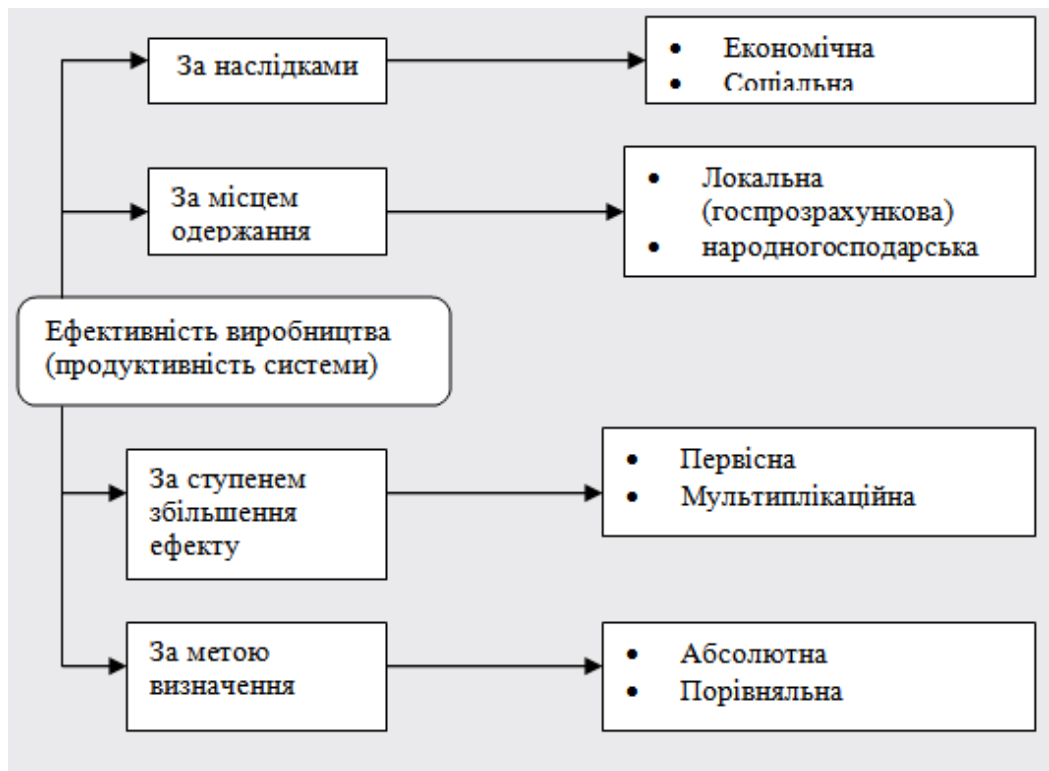 За наслідками
• Економічна
• Соціальна
За місцем
одержання
• Локальна
(госпрозрахункова)
• народногосподарська
Ефективність виробництва
(продуктивність системи)
За ступенем
збільшення
ефекту
• Первісна
• Мультиплікаційна
За метою
визначення
• Абсолютна
• Порівняльна